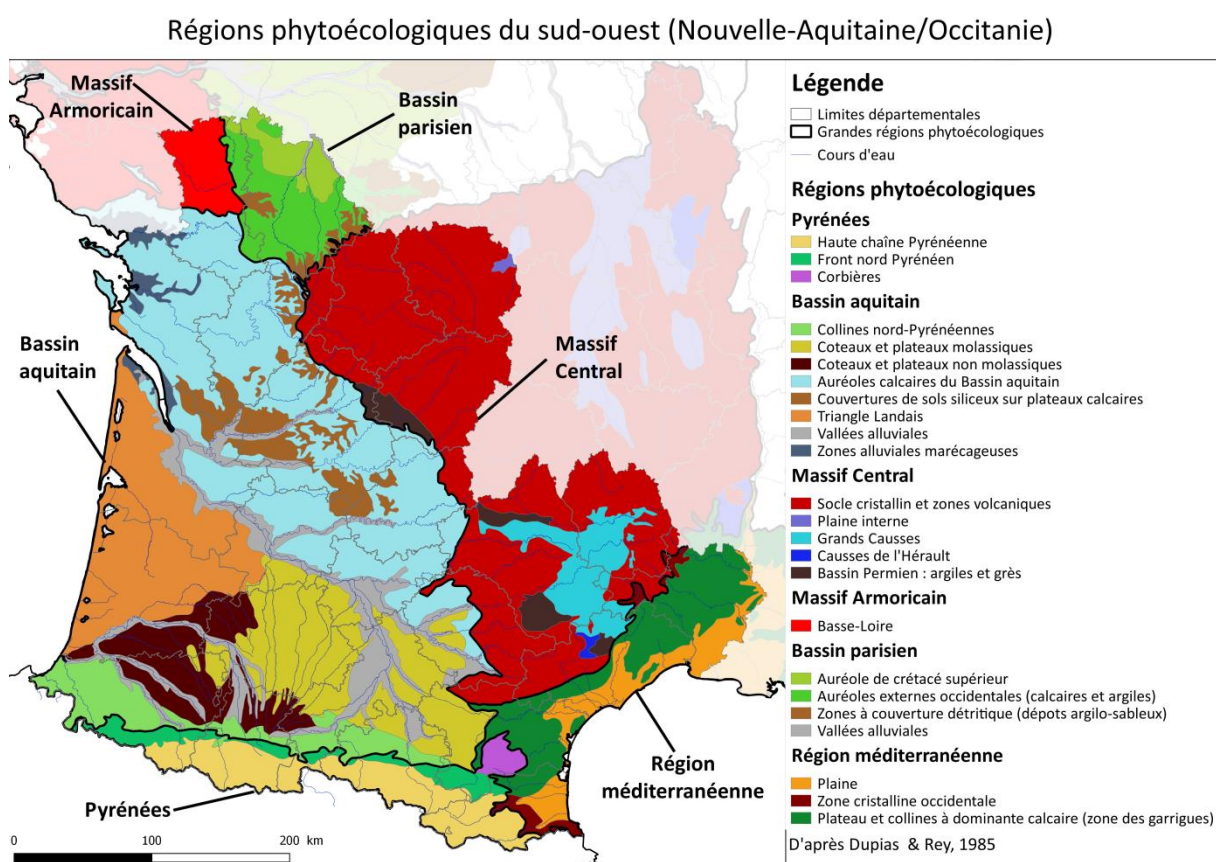 Régions phytoécologiques du sud-ouest (Nouvelle-Aquitaine/Occitanie)
Massif
Armoricain
Bassin
parisien
Bassin
aquitain
Massif
Central
Région
méditerranéenne
Pyrénées
0 100 200 km
Légende
Limites départementales
Grandes régions phytoécologiques
Cours d'eau
Régions phytoécologiques
Pyrénées
Haute chaîne Pyrénéenne
Front nord Pyrénéen
Corbières
Bassin aquitain
Collines nord-Pyrénéennes
Coteaux et plateaux molassiques
Coteaux et plateaux non molassiques
Auréoles calcaires du Bassin aquitain
Couvertures de sols siliceux sur plateaux calcaires
Triangle Landais
Vallées alluviales
Zones alluviales marécageuses
Massif Central
Socle cristallin et zones volcaniques
Plaine interne
Grands Causses
Causses de l'Hérault
Bassin Permien : argiles et grès
Massif Armoricain
Basse-Loire
Bassin parisien
Auréole de crétacé supérieur
Auréoles externes occidentales (calcaires et argiles)
Zones à couverture détritique (dépots argilo-sableux)
Vallées alluviales
Région méditerranéenne
Plaine
Zone cristalline occidentale
Plateau et collines à dominante calcaire (zone des garrigues)
D'après Dupias & Rey, 1985